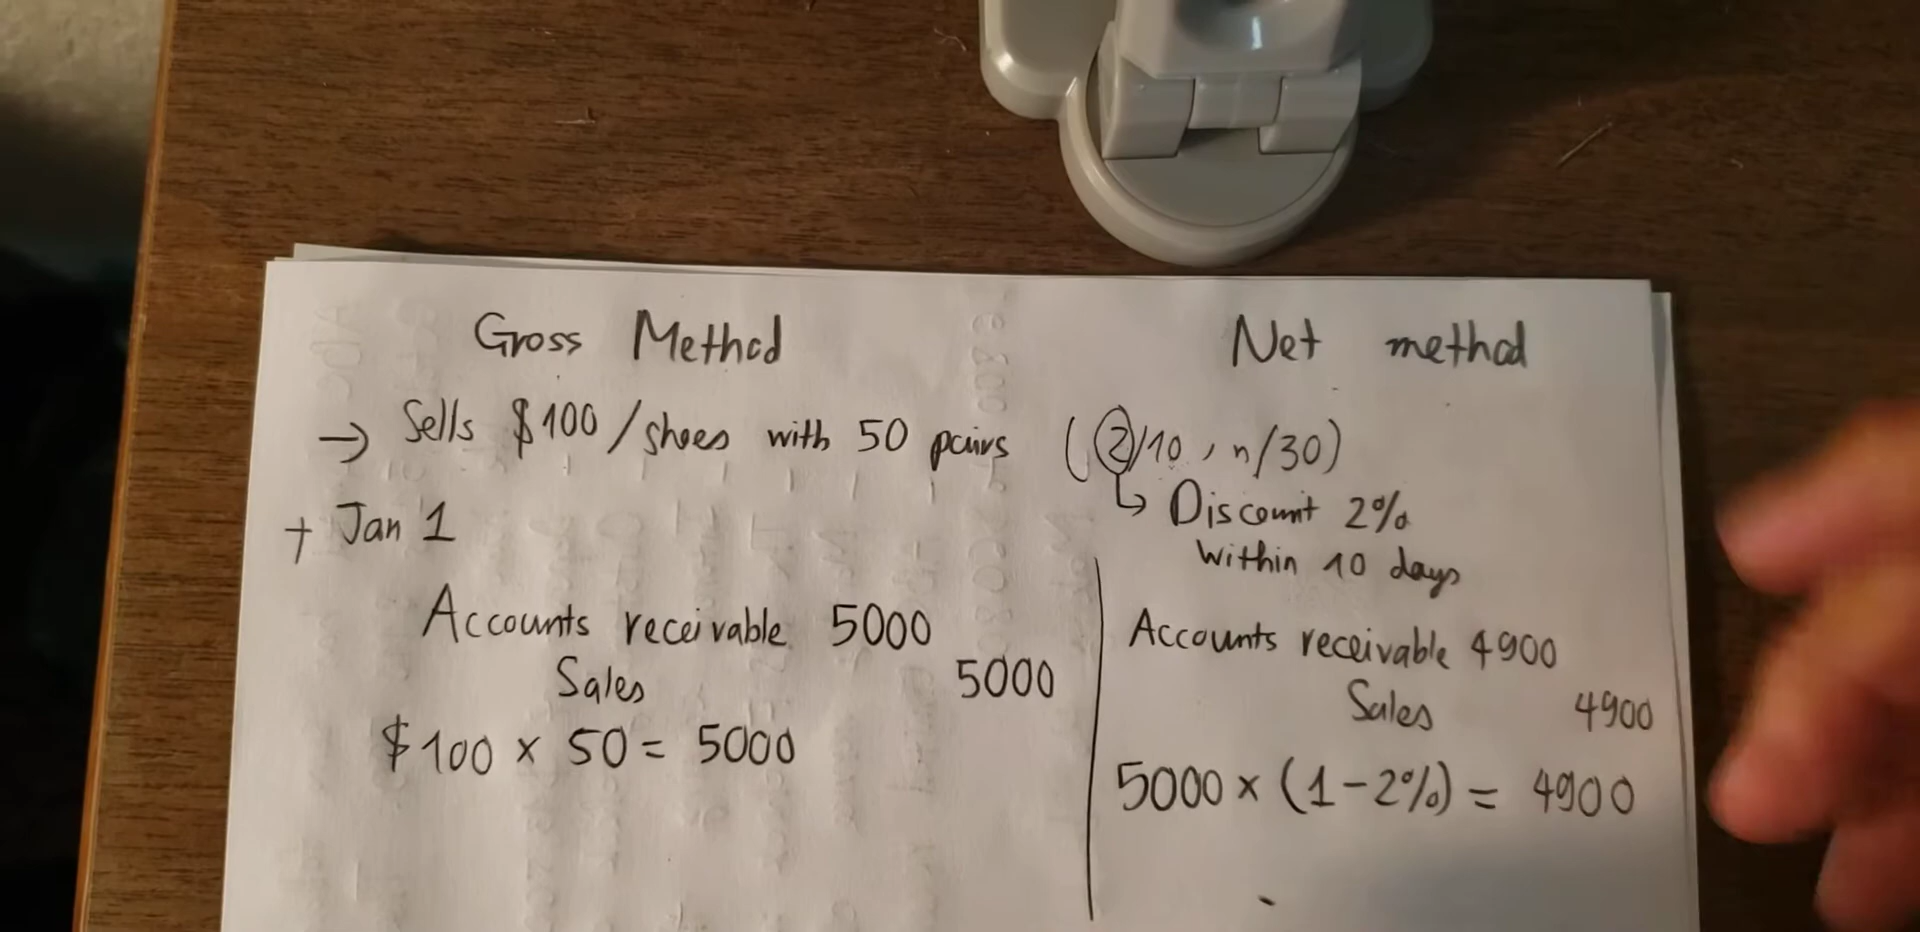 Gross Method
Net method
→ Sells $100/shoes with 50 pairs (2/10, n/30)
↳ Discount 2%
within 10 days
+ Jan 1
Accounts receivable 5000
Sales 5000
$100 × 50 = 5000
Accounts receivable 4900
Sales 4900
5000 × (1-2%) = 4900